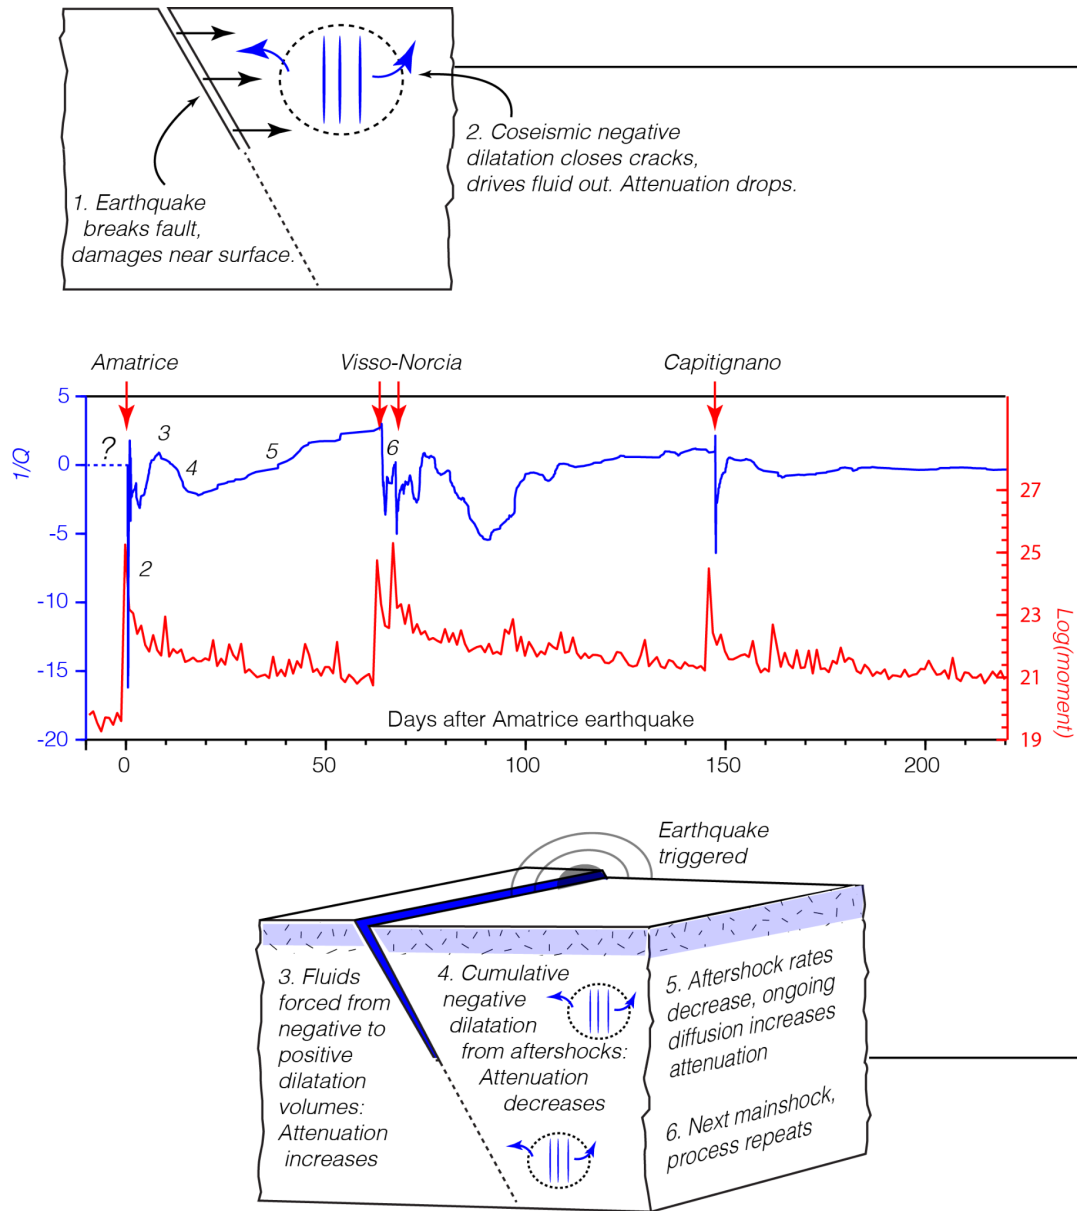 1. Earthquake
breaks fault,
damages near surface.
2. Coseismic negative
dilatation closes cracks,
drives fluid out. Attenuation drops.
Amatrice
Visso-Norcia
Capitignano
5
0
-5
-10
-15
-20
1/Q
?
2
3
4
5
6
27
25
23
21
19
Log(moment)
Days after Amatrice earthquake
0
50
100
150
200
Earthquake
triggered
3. Fluids
forced from
negative to
positive
dilatation
volumes:
Attenuation
increases
4. Cumulative
negative
dilatation
from aftershocks:
Attenuation
decreases
5. Aftershock rates
decrease, ongoing
diffusion increases
attenuation
6. Next mainshock,
process repeats